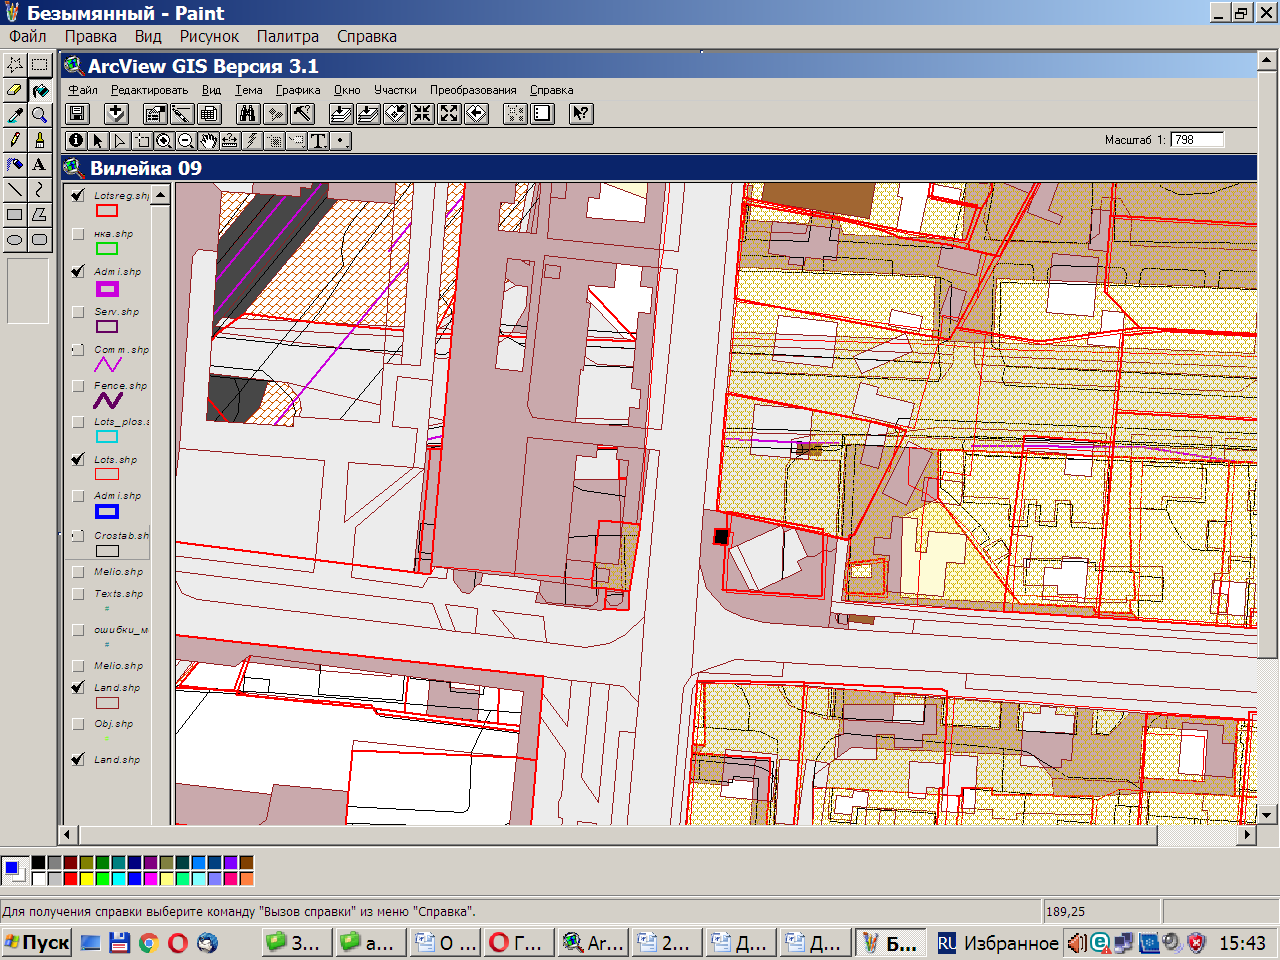 Безымянный - Paint
Файл Правка Вид Рисунок Палитра Справка
ArcView GIS Версия 3.1
Файл Редактировать Вид Тема Графика Окно Участки Преобразования Справка
Масштаб 1: 798
Вилейка 09
Lotsreg.shp
нка.shp
Admi.shp
Serv.shp
Comm.shp
Fence.shp
Lots_plos.s
Lots.shp
Admi.shp
Crostab.sh
Melio.shp
Texts.shp
ошибки_м
Melio.shp
Land.shp
Obj.shp
Land.shp
Для получения справки выберите команду "Вызов справки" из меню "Справка".
189,25
Пуск З... а... О ... Г... Ar... 2... Д... Д... Б... RU Избранное 15:43